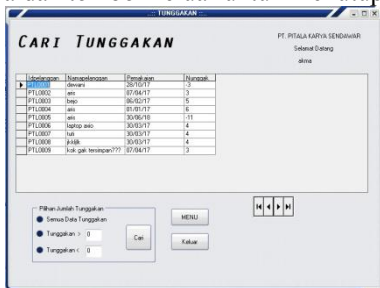 .:: TUNGGAKAN ::.
CARI TUNGGAKAN
PT. PITALA KARYA SENDAWAR
Selamat Datang
akma
Idpelanggan Namapelanggan Pemakaian Nunggak
PTL0001 dewani 28/10/17 -3
PTL0002 asri 07/04/17 3
PTL0003 bejo 06/02/17 5
PTL0004 asi 01/01/17 6
PTL0005 asri 30/06/18 -11
PTL0006 laptop asio 30/03/17 4
PTL0007 tuti 30/03/17 4
PTL0008 30/03/17 4
PTL0009 kok gak tersimpan??? 07/04/17 3
Pilihan Jumlah Tunggakan
Semua Data Tunggakan
Tunggakan > 0
Tunggakan < 0
Cari
MENU
Keluar